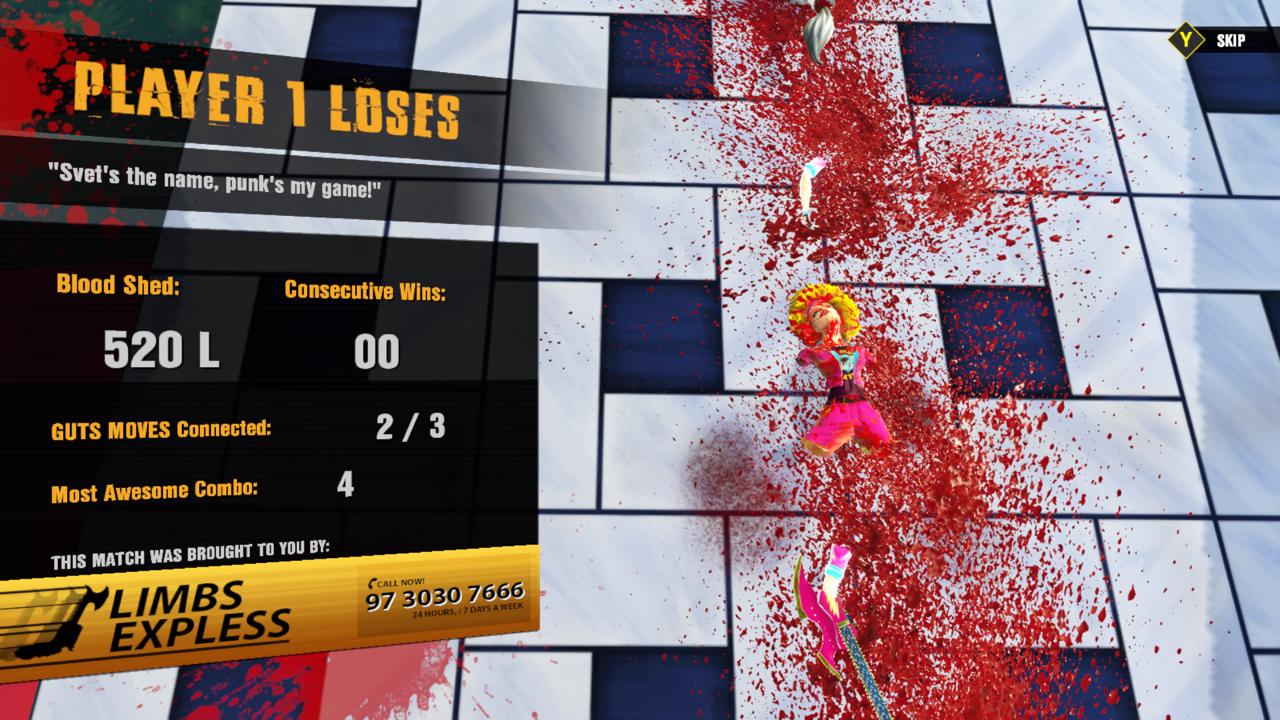 PLAYER 1 LOSES
"Svet's the name, punk's my game!"
Blood Shed:
Consecutive Wins:
520 L
00
GUTS MOVES Connected:
2 / 3
Most Awesome Combo:
4
THIS MATCH WAS BROUGHT TO YOU BY:
LIMBS
EXPLESS
CALL NOW!
97 3030 7666
24 HOURS, / 7 DAYS A WEEK
Y
SKIP